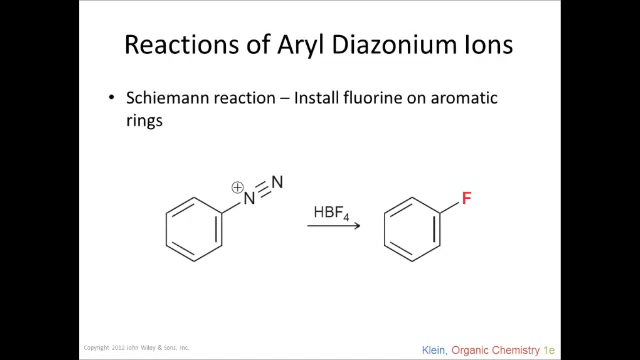 Reactions of Aryl Diazonium Ions
• Schiemann reaction – Install fluorine on aromatic
rings
⊕
N
N
HBF4
F
Copyright 2012 John Wiley & Sons, Inc.
Klein, Organic Chemistry 1e